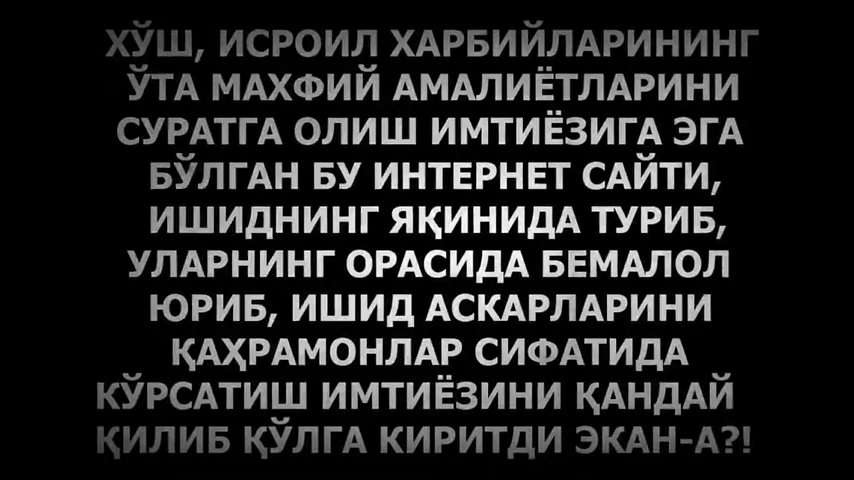 ХЎШ, ИСРОИЛ ХАРБИЙЛАРИНИНГ
ЎТА МАХФИЙ АМАЛИЁТЛАРИНИ
СУРАТГА ОЛИШ ИМТИЁЗИГА ЭГА
БЎЛГАН БУ ИНТЕРНЕТ САЙТИ,
ИШИДНИНГ ЯҚИНИДА ТУРИБ,
УЛАРНИНГ ОРАСИДА БЕМАЛОЛ
ЮРИБ, ИШИД АСКАРЛАРИНИ
ҚАҲРАМОНЛАР СИФАТИДА
КЎРСАТИШ ИМТИЁЗИНИ ҚАНДАЙ
ҚИЛИБ ҚЎЛГА КИРИТДИ ЭКАН-А?!